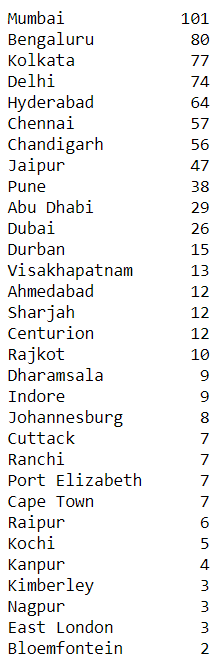 Mumbai 101
Bengaluru 80
Kolkata 77
Delhi 74
Hyderabad 64
Chennai 57
Chandigarh 56
Jaipur 47
Pune 38
Abu Dhabi 29
Dubai 26
Durban 15
Visakhapatnam 13
Ahmedabad 12
Sharjah 12
Centurion 12
Rajkot 10
Dharamsala 9
Indore 9
Johannesburg 8
Cuttack 7
Ranchi 7
Port Elizabeth 7
Cape Town 7
Raipur 6
Kochi 5
Kanpur 4
Kimberley 3
Nagpur 3
East London 3
Bloemfontein 2